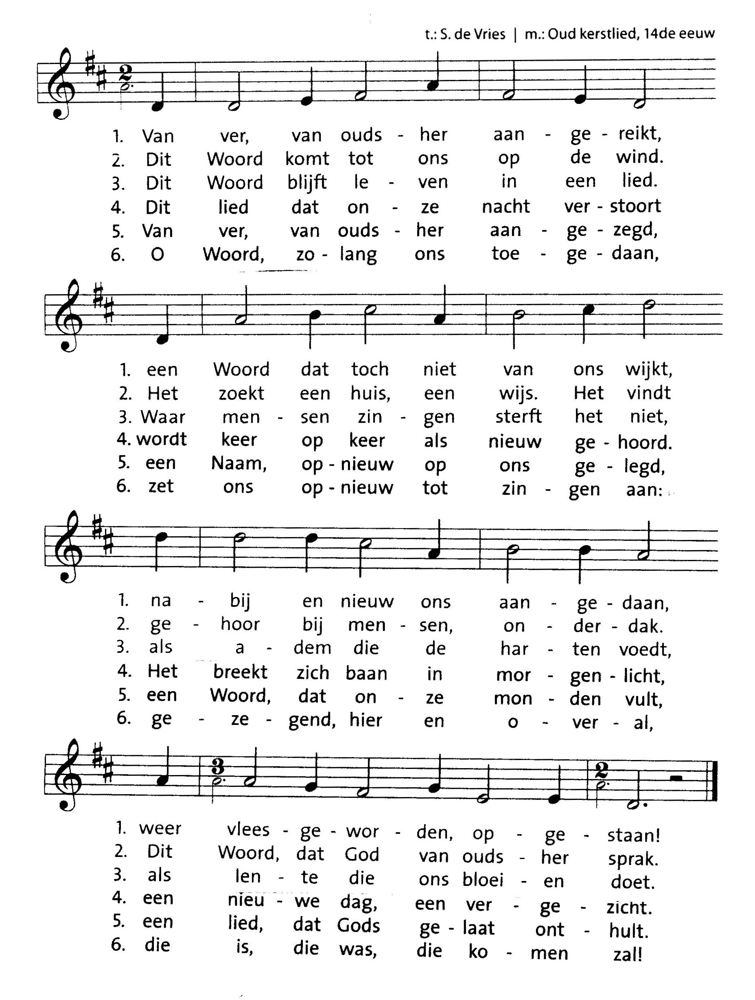 t.: S. de Vries | m.: Oud kerstlied, 14de eeuw
2
1. Van ver, van ouds - her aan - ge - reikt,
2. Dit Woord komt tot ons op de wind.
3. Dit Woord blijft le - ven in een lied.
4. Dit lied dat on - ze nacht ver - stoort
5. Van ver, van ouds - her aan - ge - zegd,
6. O Woord, zo - lang ons toe - ge - daan,
1. een Woord dat toch niet van ons wijkt,
2. Het zoekt een huis, een wijs. Het vindt
3. Waar men - sen zin - gen sterft het niet,
4. wordt keer op keer als nieuw ge - hoord.
5. een Naam, op - nieuw op ons ge - legd,
6. zet ons op - nieuw tot zin - gen aan:
1. na - bij en nieuw ons aan - ge - daan,
2. ge - hoor bij men - sen, on - der - dak.
3. als a - dem die de har - ten voedt,
4. Het breekt zich baan in mor - gen - licht,
5. een Woord, dat on - ze mon - den vult,
6. ge - ze - gend, hier en o - ver - al,
3 2
1. weer vlees - ge - wor - den, op - ge - staan!
2. Dit Woord, dat God van ouds - her sprak.
3. als len - te die ons bloei - en doet.
4. een nieu - we dag, een ver - ge - zicht.
5. een lied, dat Gods ge - laat ont - hult.
6. die is, die was, die ko - men zal!